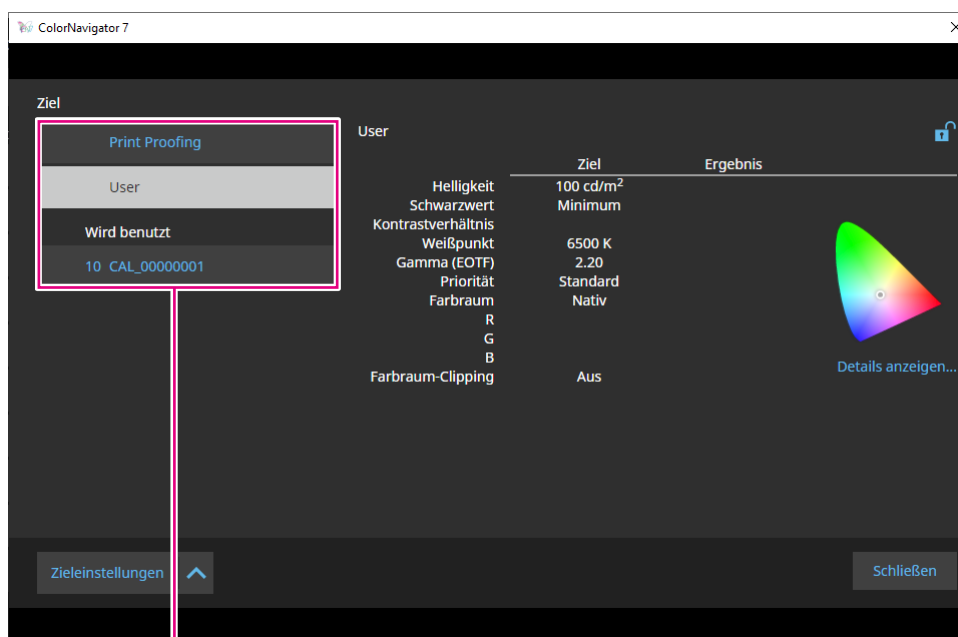 ColorNavigator 7
Ziel
Print Proofing
User
Wird benutzt
10 CAL_00000001
User
Ziel Ergebnis
Helligkeit 100 cd/m²
Schwarzwert Minimum
Kontrastverhältnis
Weißpunkt 6500 K
Gamma (EOTF) 2.20
Priorität Standard
Farbraum Nativ
R
G
B
Farbraum-Clipping Aus
Details anzeigen...
Zieleinstellungen
Schließen